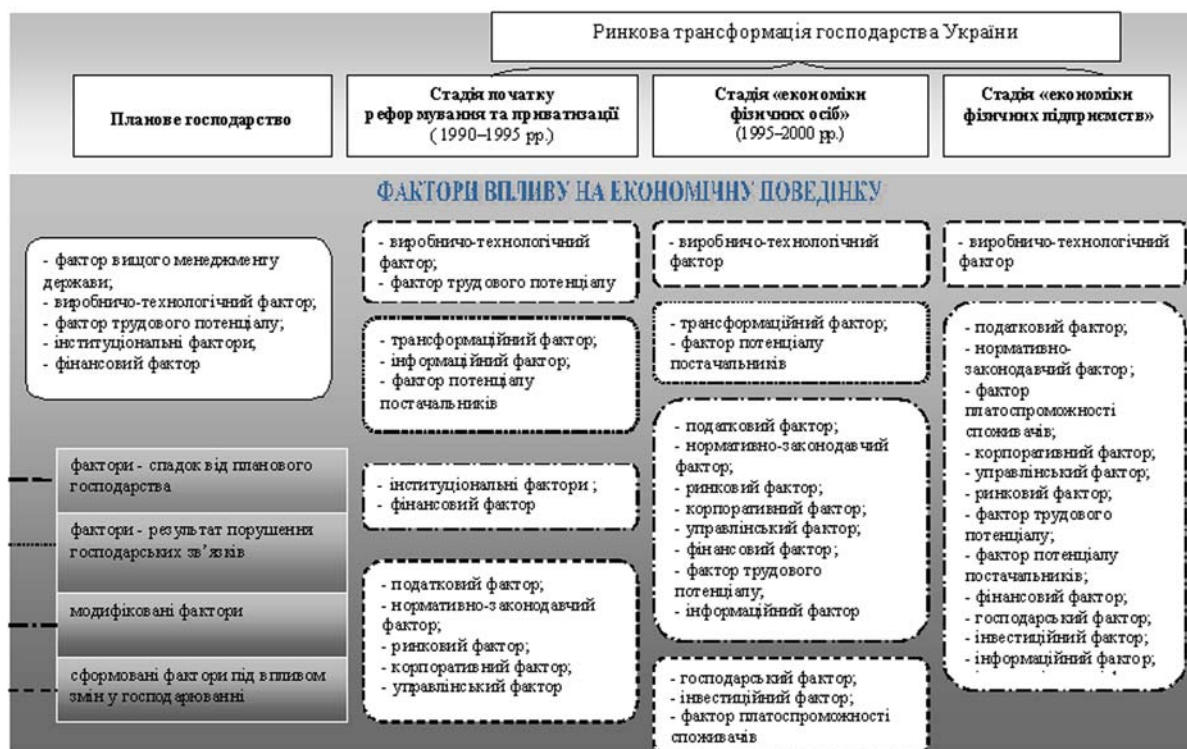 Ринкова трансформація господарства України
Планове господарство
Стадія початку
реформування та приватизації
( 1990–1995 рр.)
Стадія «економіки
фізичних осіб»
(1995-2000 рр.)
Стадія «економіки
фізичних підприємств»
ФАКТОРИ ВПЛИВУ НА ЕКОНОМІЧНУ ПОВЕДІНКУ
- фактор вищого менеджменту
держави;
- виробничо-технологічний фактор;
- фактор трудового потенціалу;
- інституціональні фактори;
- фінансовий фактор
фактори - спадок від планового
господарства
фактори - результат порушення
господарських зв’язків
модифіковані фактори
сформовані фактори під впливом
змін у господарюванні
- виробничо-технологічний
фактор;
- фактор трудового потенціалу
- трансформаційний фактор;
- інформаційний фактор;
- фактор потенціалу
постачальників
- інституціональні фактори ;
- фінансовий фактор
- податковий фактор;
- нормативно-законодавчий
фактор;
- ринковий фактор;
- корпоративний фактор;
- управлінський фактор
- виробничо-технологічний
фактор
- трансформаційний фактор;
- фактор потенціалу
постачальників
- податковий фактор;
- нормативно-законодавчий
фактор;
- ринковий фактор;
- корпоративний фактор;
- управлінський фактор;
- фінансовий фактор ;
- фактор трудового
потенціалу;
- інформаційний фактор
- господарський фактор;
- інвестиційний фактор;
- фактор платоспроможності
споживачів
- виробничо-технологічний
фактор
- податковий фактор;
- нормативно-
законодавчий фактор;
- фактор
платоспроможності
споживачів;
- корпоративний фактор;
- управлінський фактор;
- ринковий фактор;
- фактор трудового
потенціалу;
- фактор потенціалу
постачальників;
- фінансовий фактор;
- господарський фактор;
- інвестиційний фактор;
- інформаційний фактор;